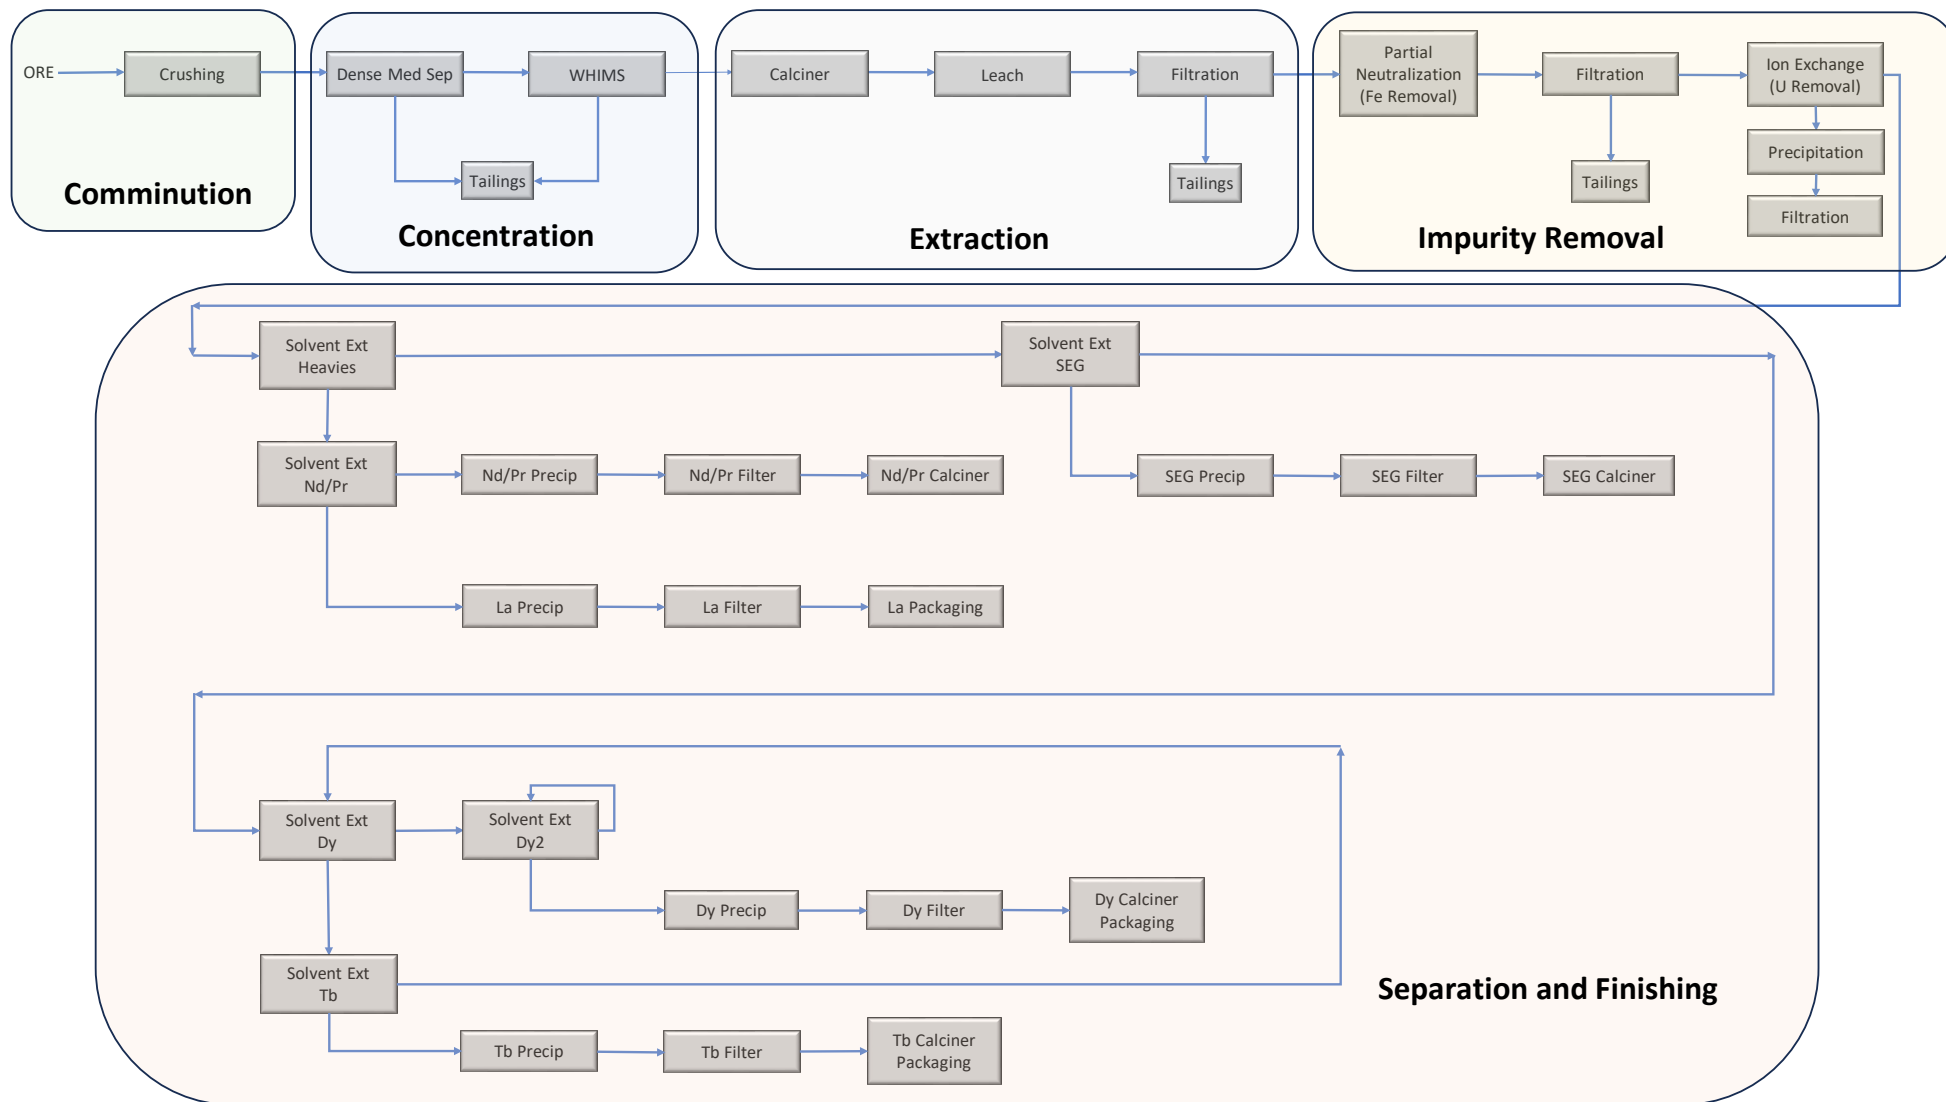 ORE
Crushing
Comminution
Dense Med Sep
WHIMS
Tailings
Concentration
Calciner
Leach
Filtration
Tailings
Extraction
Partial
Neutralization
(Fe Removal)
Filtration
Ion Exchange
(U Removal)
Precipitation
Tailings
Filtration
Impurity Removal
Solvent Ext
Heavies
Solvent Ext
SEG
Solvent Ext
Nd/Pr
Nd/Pr Precip
Nd/Pr Filter
Nd/Pr Calciner
SEG Precip
SEG Filter
SEG Calciner
La Precip
La Filter
La Packaging
Solvent Ext
Dy
Solvent Ext
Dy2
Dy Precip
Dy Filter
Dy Calciner
Packaging
Solvent Ext
Tb
Separation and Finishing
Tb Precip
Tb Filter
Tb Calciner
Packaging